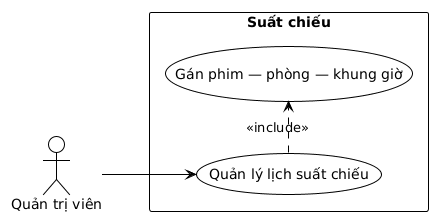 Suất chiếu
Gán phim — phòng — khung giờ
«include»
Quản lý lịch suất chiếu
Quản trị viên